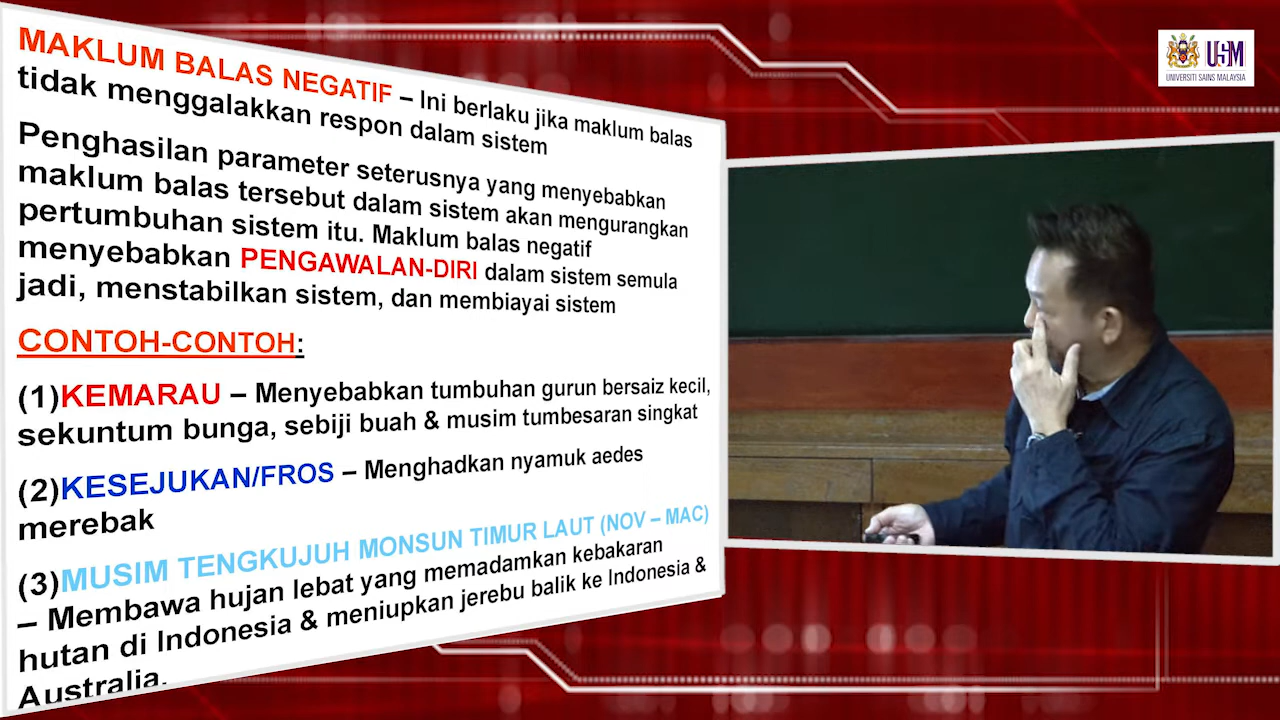 MAKLUM BALAS NEGATIF – Ini berlaku jika maklum balas
tidak menggalakkan respon dalam sistem
Penghasilan parameter seterusnya yang menyebabkan
maklum balas tersebut dalam sistem akan mengurangkan
pertumbuhan sistem itu. Maklum balas negatif
menyebabkan PENGAWALAN-DIRI dalam sistem semula
jadi, menstabilkan sistem, dan membiayai sistem
CONTOH-CONTOH:
(1)KEMARAU – Menyebabkan tumbuhan gurun bersaiz kecil,
sekuntum bunga, sebiji buah & musim tumbesaran singkat
(2)KESEJUKAN/FROS – Menghadkan nyamuk aedes
merebak
(3)MUSIM TENGKUJUH MONSUN TIMUR LAUT (NOV – MAC)
– Membawa hujan lebat yang memadamkan kebakaran
hutan di Indonesia & meniupkan jerebu balik ke Indonesia &
Australia.
USM
UNIVERSITI SAINS MALAYSIA